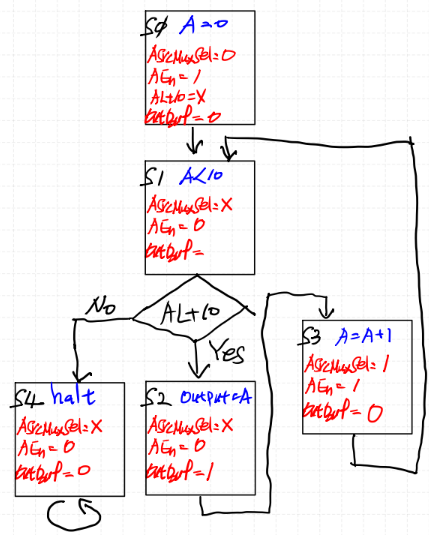 S0 A=0
ASrcMuxSel=0
AEn=1
ALt10=X
OutBuf=0
S1 A<10
ASrcMuxSel=X
AEn=0
OutBuf=
No
ALt10
Yes
S3 A=A+1
ASrcMuxSel=1
AEn=1
OutBuf=0
S4 halt
ASrcMuxSel=X
AEn=0
OutBuf=0
S2 Output=A
ASrcMuxSel=X
AEn=0
OutBuf=1